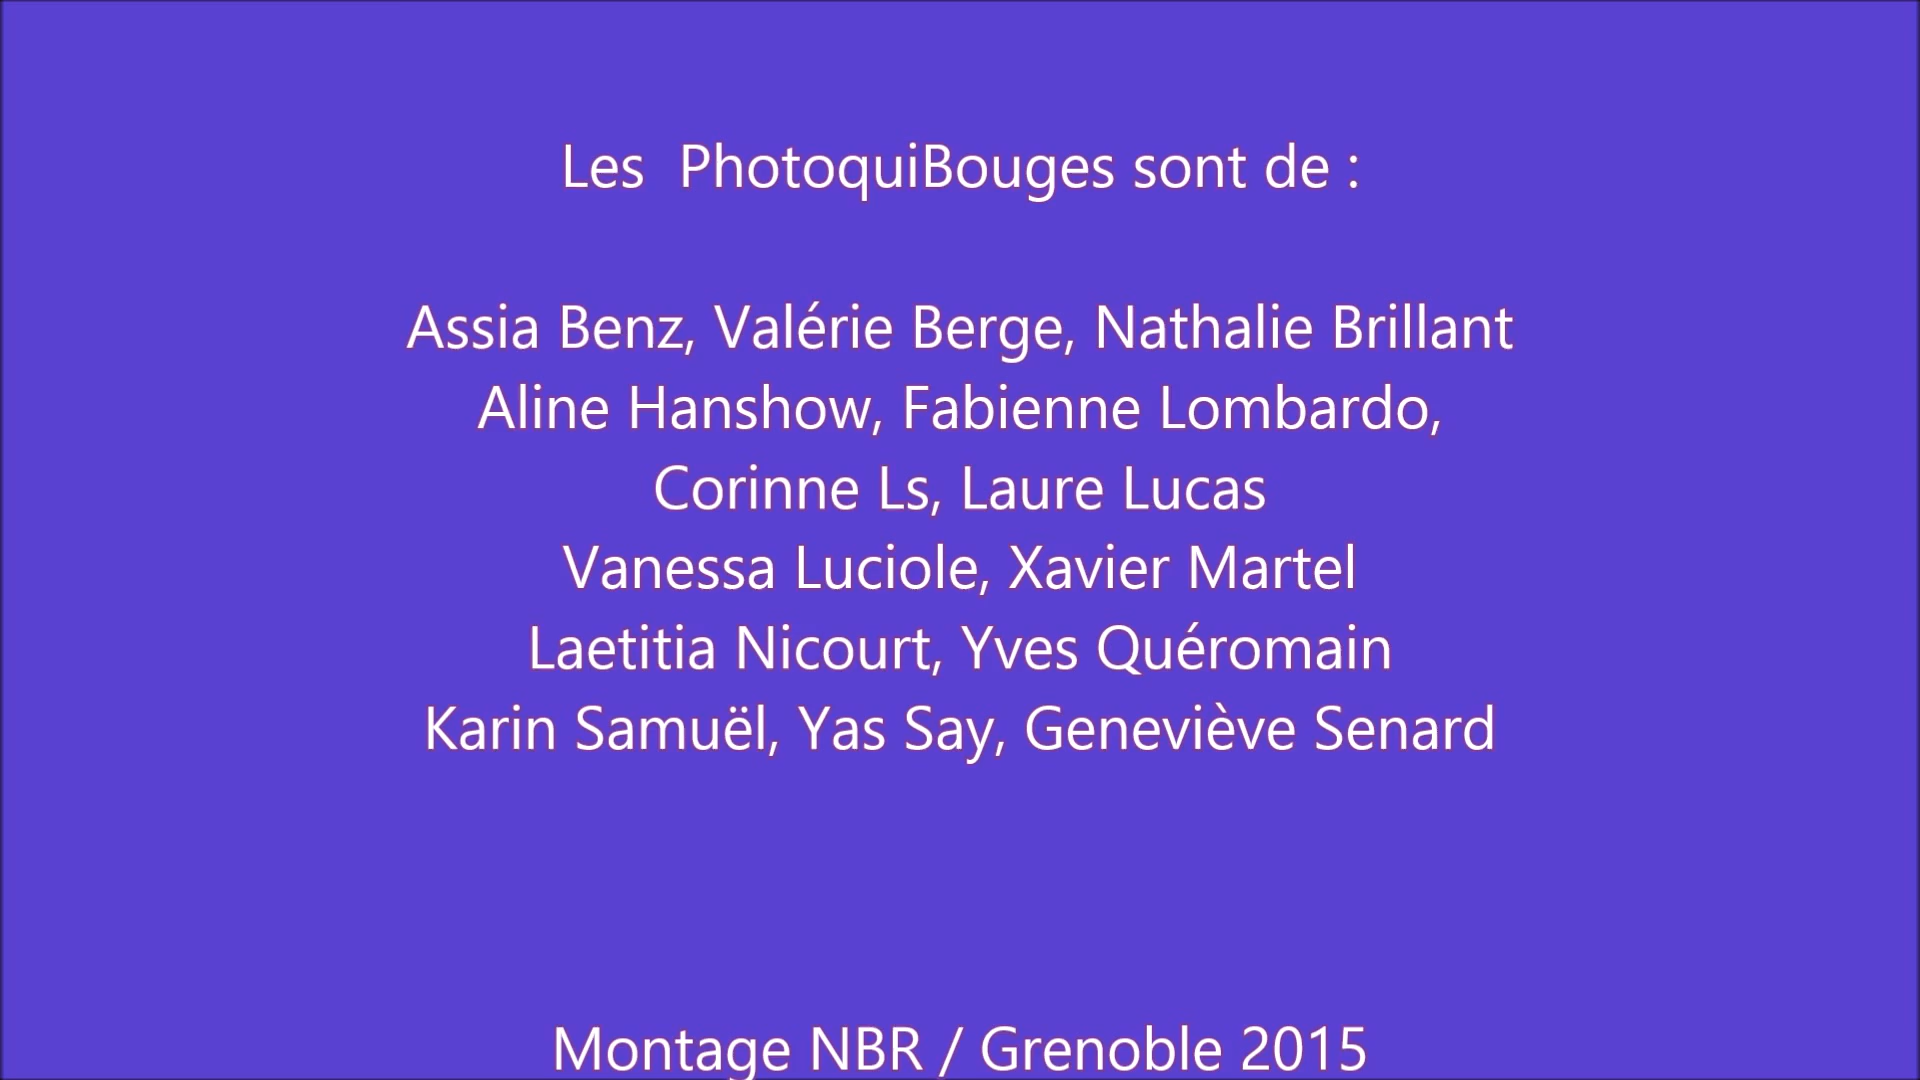 Les  PhotoquiBouges sont de :
Assia Benz, Valérie Berge, Nathalie Brillant
Aline Hanshow, Fabienne Lombardo,
Corinne Ls, Laure Lucas
Vanessa Luciole, Xavier Martel
Laetitia Nicourt, Yves Quéromain
Karin Samuël, Yas Say, Geneviève Senard
Montage NBR / Grenoble 2015